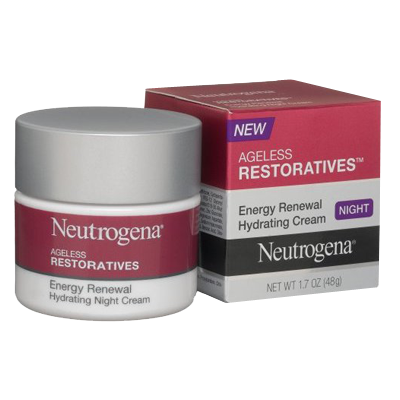 Neutrogena®
AGELESS
RESTORATIVES
Energy Renewal
Hydrating Night Cream
NEW
AGELESS
RESTORATIVES™
Energy Renewal
Hydrating Cream
NIGHT
Neutrogena®
NET WT 1.7 OZ (48g)